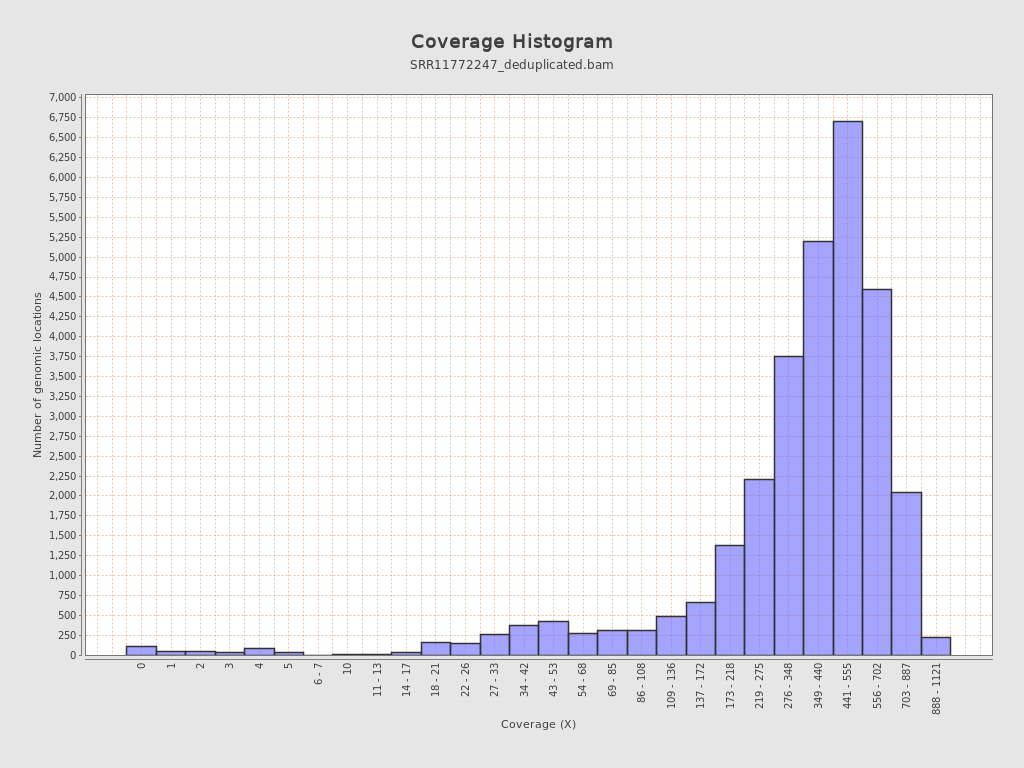 Coverage Histogram
SRR11772247_deduplicated.bam
7,000
6,750
6,500
6,250
6,000
5,750
5,500
5,250
5,000
4,750
4,500
4,250
4,000
3,750
3,500
3,250
3,000
2,750
2,500
2,250
2,000
1,750
1,500
1,250
1,000
750
500
250
0
Number of genomic locations
0
1
2
3
4
5
6 - 7
10
11 - 13
14 - 17
18 - 21
22 - 26
27 - 33
34 - 42
43 - 53
54 - 68
69 - 85
86 - 108
109 - 136
137 - 172
173 - 218
219 - 275
276 - 348
349 - 440
441 - 555
556 - 702
703 - 887
888 - 1121
Coverage (X)